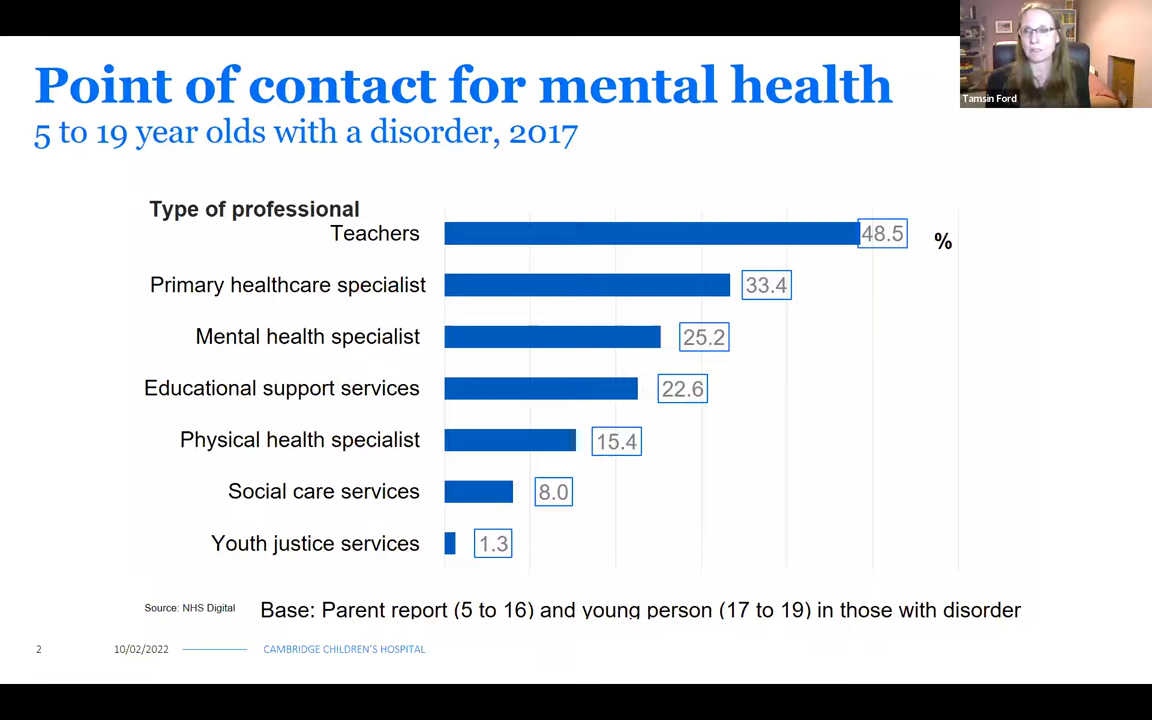 Point of contact for mental health
5 to 19 year olds with a disorder, 2017
Tamsin Ford
Type of professional
Teachers 48.5 %
Primary healthcare specialist 33.4
Mental health specialist 25.2
Educational support services 22.6
Physical health specialist 15.4
Social care services 8.0
Youth justice services 1.3
Source: NHS Digital
Base: Parent report (5 to 16) and young person (17 to 19) in those with disorder
2 10/02/2022 CAMBRIDGE CHILDREN'S HOSPITAL